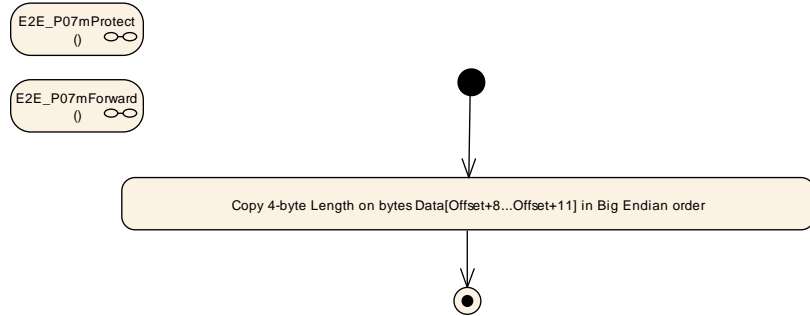 E2E_P07mProtect
()
E2E_P07mForward
()
Copy 4-byte Length on bytes Data[Offset+8...Offset+11] in Big Endian order